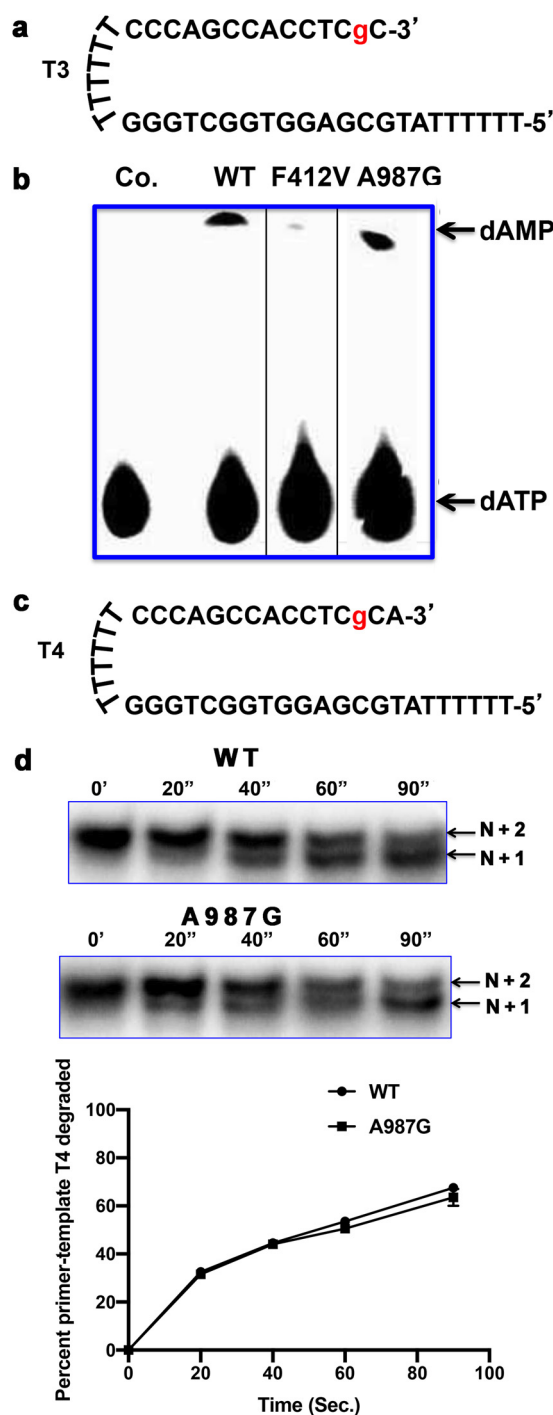 a
CCCAGCCACCTCgC-3’
T3
TTTTTT
GGGTCGGTGGAGCGTATTTTTT-5’
b
Co. WT F412V A987G
dAMP
dATP
c
CCCAGCCACCTCgCA-3’
T4
TTTTTT
GGGTCGGTGGAGCGTATTTTTT-5’
d
WT
0’ 20” 40” 60” 90”
N + 2
N + 1
A987G
0’ 20” 40” 60” 90”
N + 2
N + 1
WT
A987G
Percent primer-template T4 degraded
100
80
60
40
20
0
0 20 40 60 80 100
Time (Sec.)